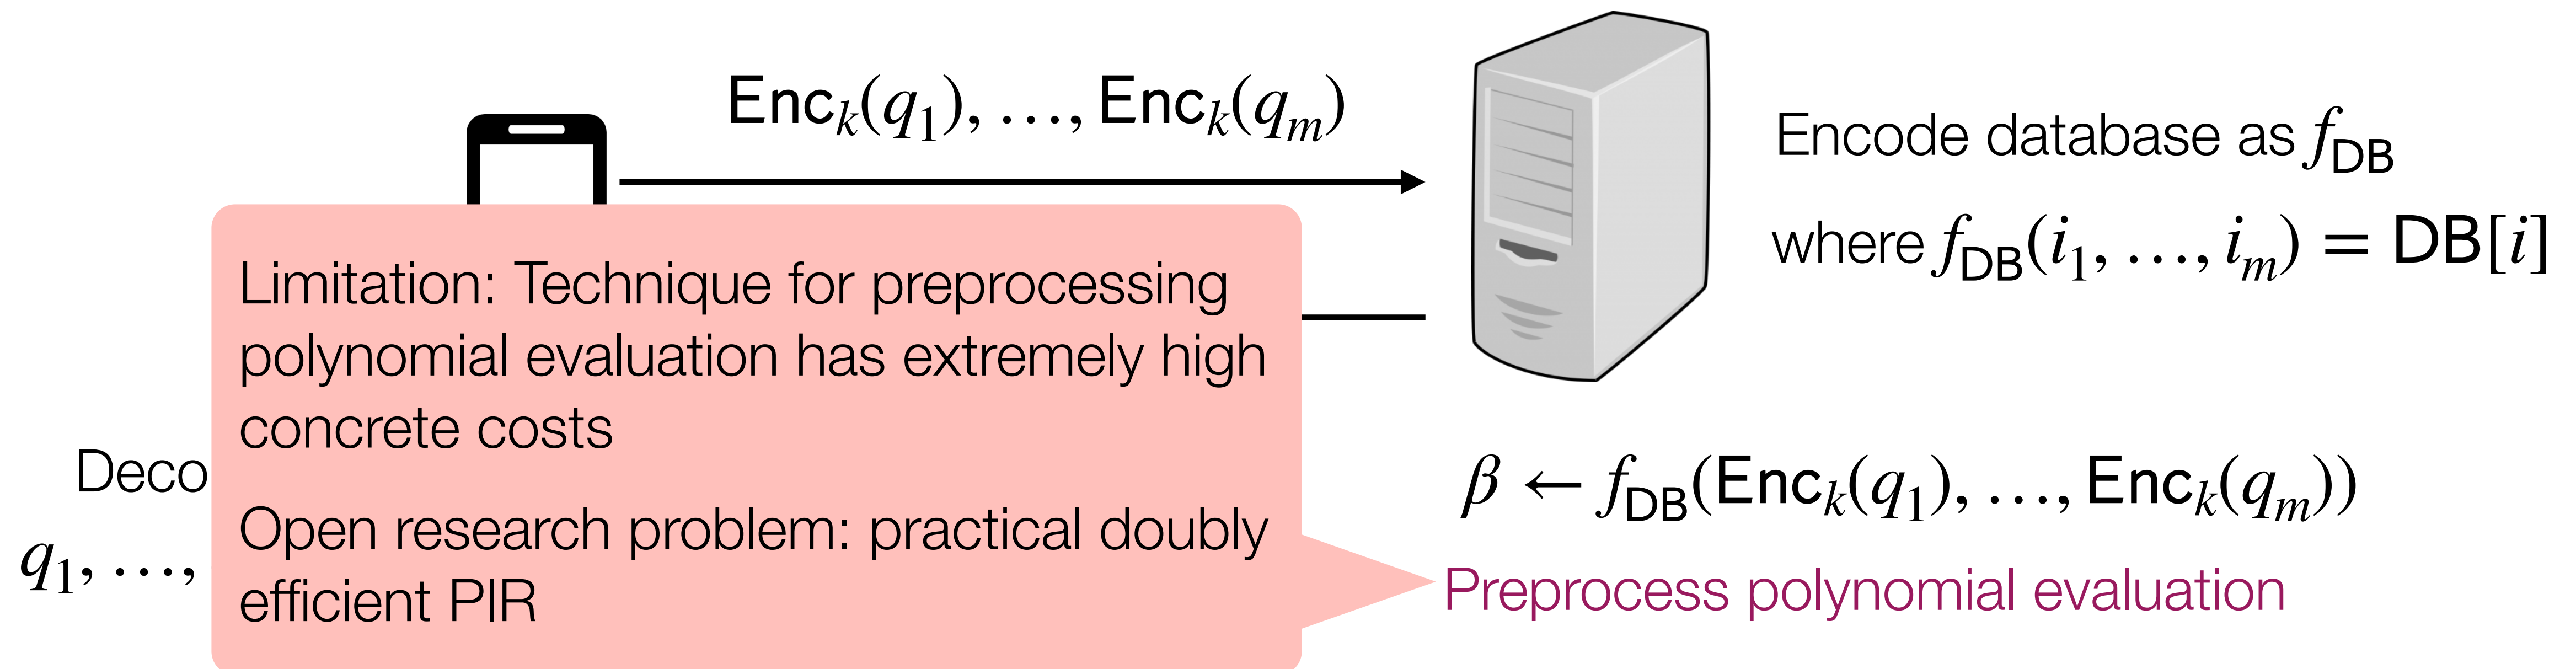 Enc_k(q_1), …, Enc_k(q_m)
Encode database as f_DB
where f_DB(i_1, …, i_m) = DB[i]
Limitation: Technique for preprocessing
polynomial evaluation has extremely high
concrete costs
Open research problem: practical doubly
efficient PIR
Deco
q_1, …,
β ← f_DB(Enc_k(q_1), …, Enc_k(q_m))
Preprocess polynomial evaluation